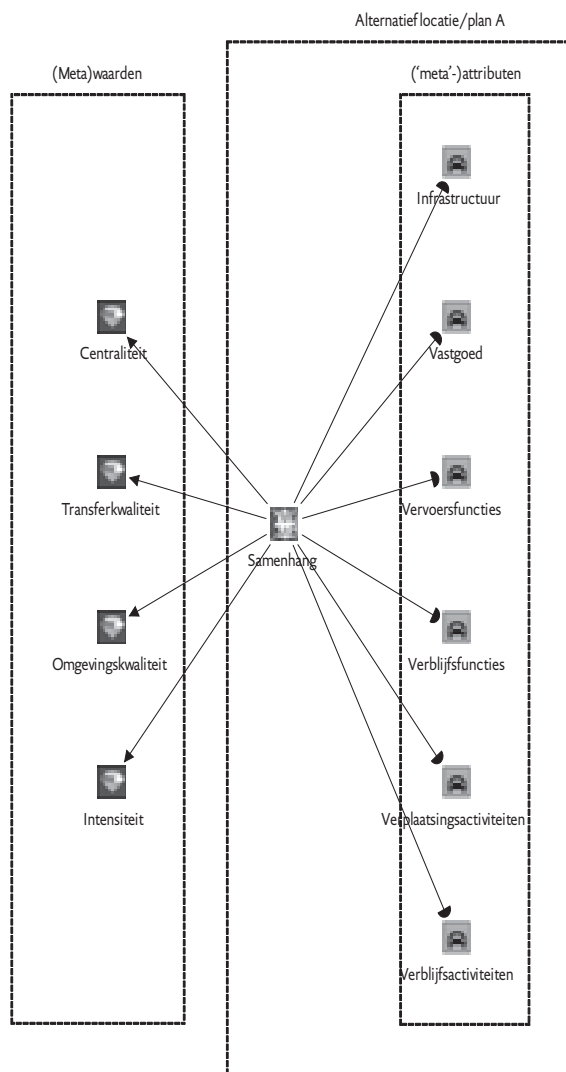 Alternatief locatie/plan A
(Meta)waarden
('meta'-)attributen
Infrastructuur
Centraliteit
Vastgoed
Transferkwaliteit
Vervoersfuncties
Samenhang
Omgevingskwaliteit
Verblijfsfuncties
Intensiteit
Verplaatsingsactiviteiten
Verblijfsactiviteiten